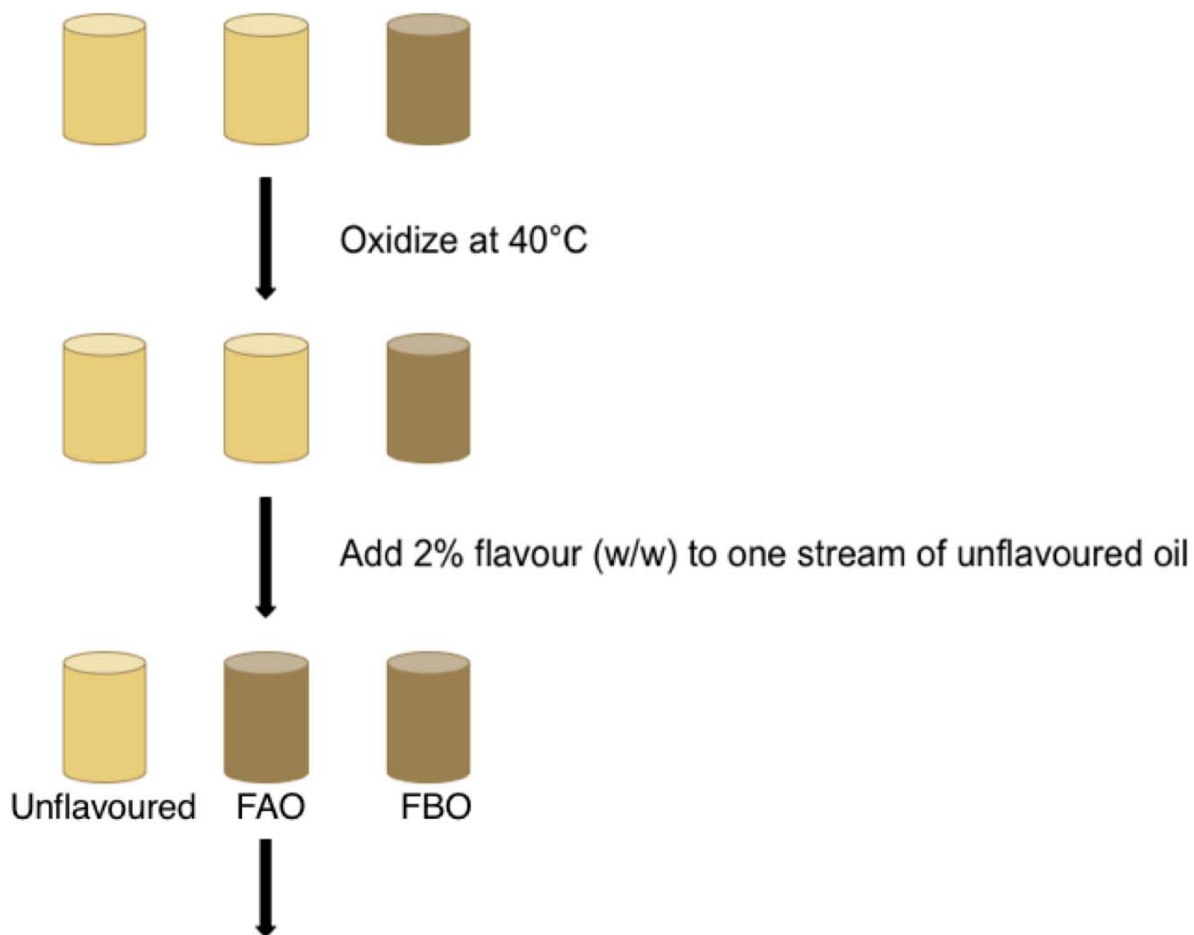 Oxidize at 40°C
Add 2% flavour (w/w) to one stream of unflavoured oil
Unflavoured FAO FBO